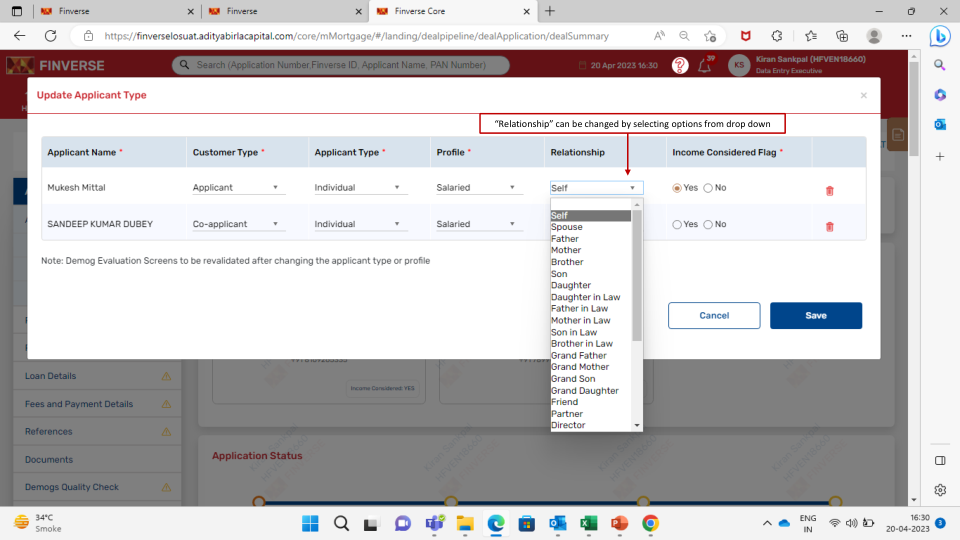 Finverse
Finverse
Finverse Core
https://finverselosuat.adityabirlacapital.com/core/mMortgage/#/landing/dealpipeline/dealApplication/dealSummary
FINVERSE
Search (Application Number,Finverse ID, Applicant Name, PAN Number)
20 Apr 2023 16:30
39
KS
Kiran Sankpal (HFVEN18660)
Data Entry Executive
Update Applicant Type
"Relationship" can be changed by selecting options from drop down
Applicant Name * Customer Type * Applicant Type * Profile * Relationship Income Considered Flag *
Mukesh Mittal Applicant Individual Salaried Self Yes No
SANDEEP KUMAR DUBEY Co-applicant Individual Salaried Yes No
Self
Spouse
Father
Mother
Brother
Son
Daughter
Daughter in Law
Father in Law
Mother in Law
Son in Law
Brother in Law
Grand Father
Grand Mother
Grand Son
Grand Daughter
Friend
Partner
Director
Note: Demog Evaluation Screens to be revalidated after changing the applicant type or profile
Cancel
Save
Income Considered: YES
Loan Details
Fees and Payment Details
References
Documents
Demogs Quality Check
Application Status
34°C
Smoke
ENG
IN
16:30
20-04-2023
3